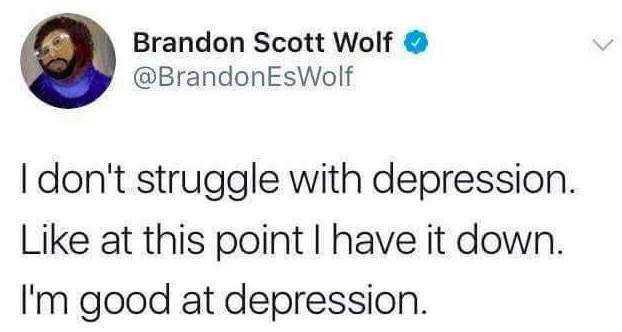 Brandon Scott Wolf
@BrandonEsWolf
I don't struggle with depression.
Like at this point I have it down.
I'm good at depression.